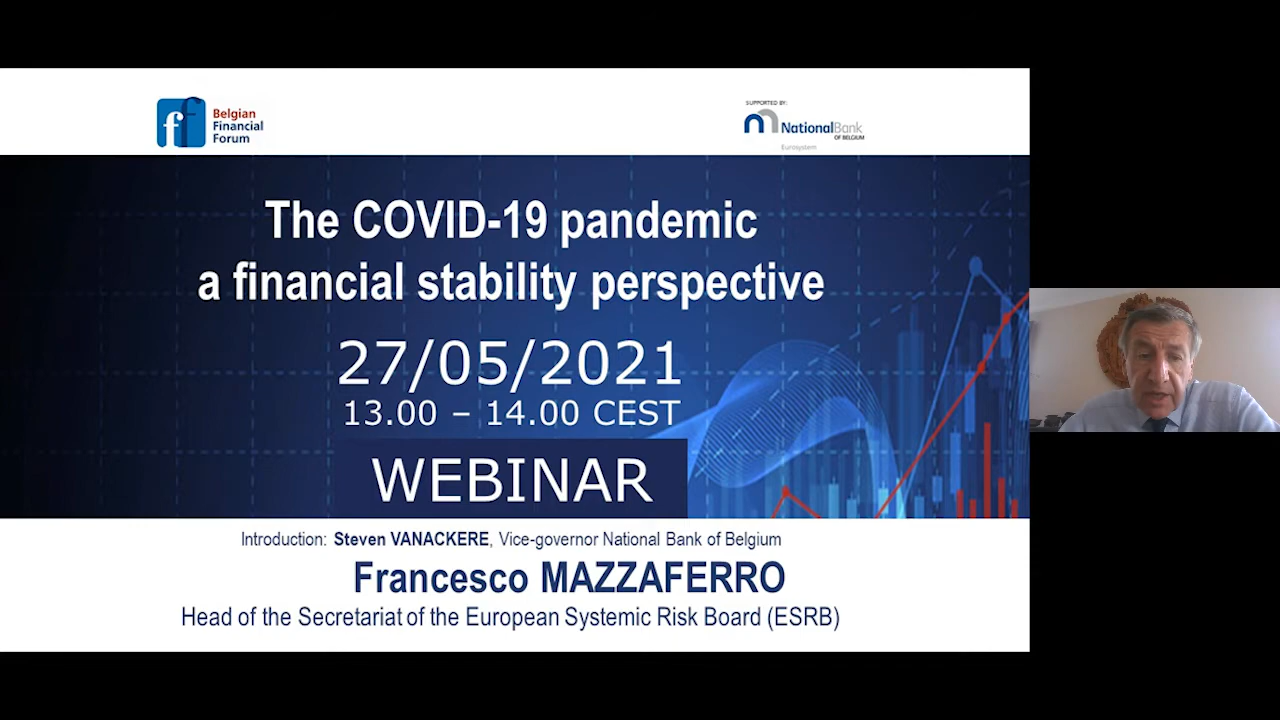 Belgian
Financial
Forum
SUPPORTED BY:
NationalBank
OF BELGIUM
Eurosystem
The COVID-19 pandemic
a financial stability perspective
27/05/2021
13.00 – 14.00 CEST
WEBINAR
Introduction: Steven VANACKERE, Vice-governor National Bank of Belgium
Francesco MAZZAFERRO
Head of the Secretariat of the European Systemic Risk Board (ESRB)